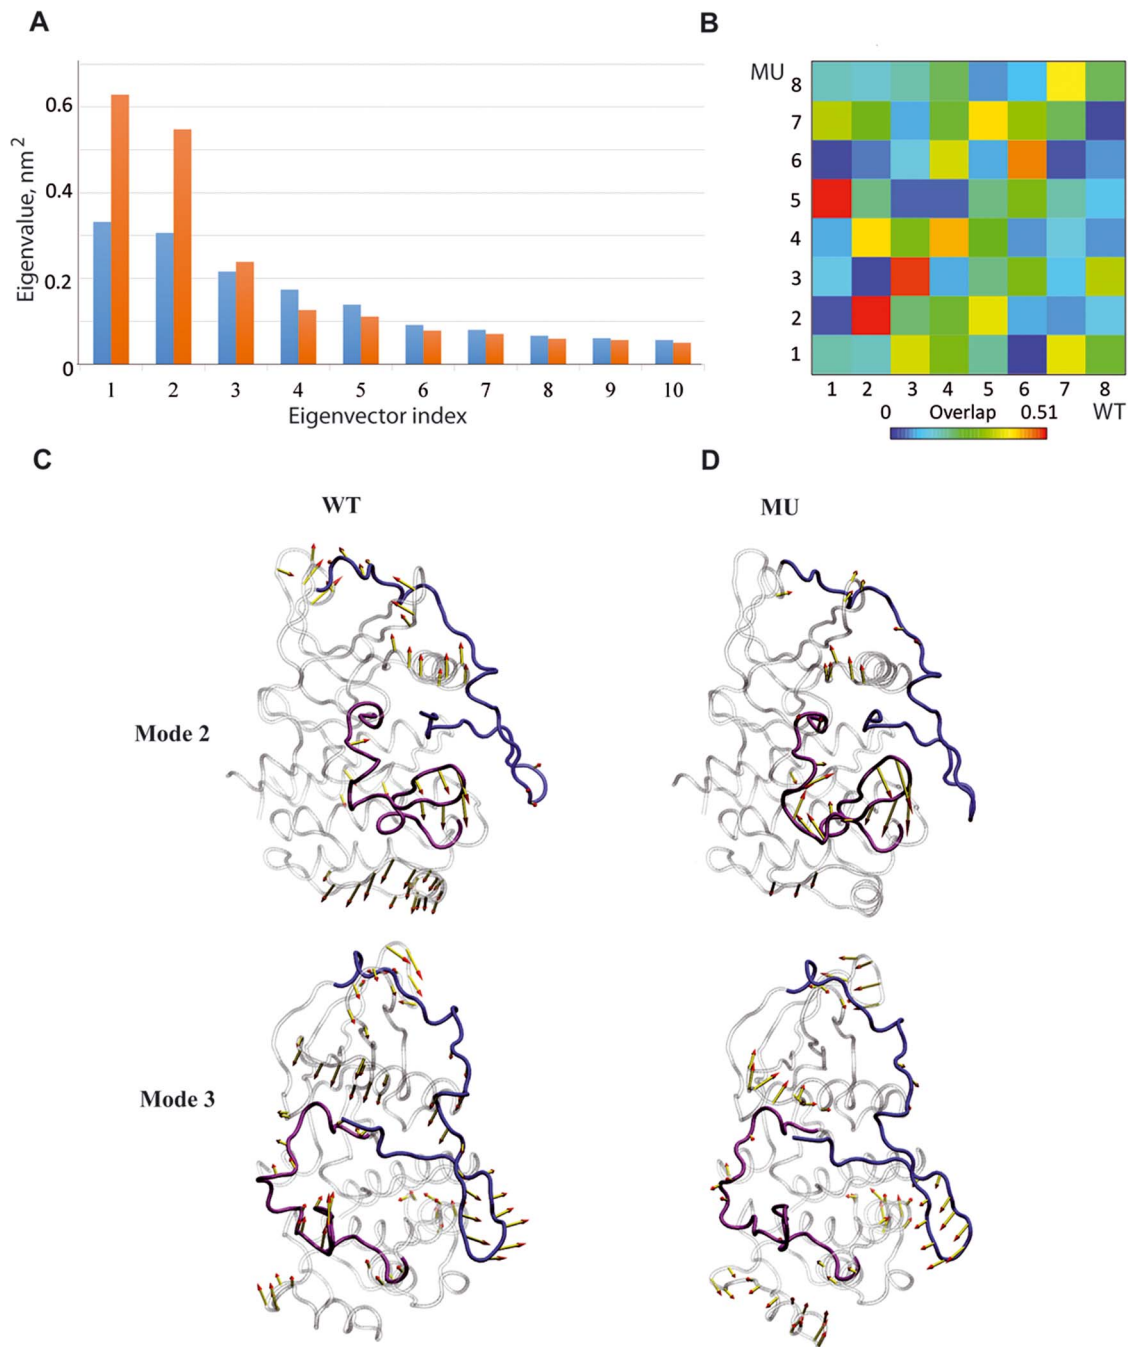 A
Eigenvalue, nm2
0.6
0.4
0.2
0
1 2 3 4 5 6 7 8 9 10
Eigenvector index
B
MU
8
7
6
5
4
3
2
1
1 2 3 4 5 6 7 8
0 Overlap 0.51 WT
C
D
WT
MU
Mode 2
Mode 3